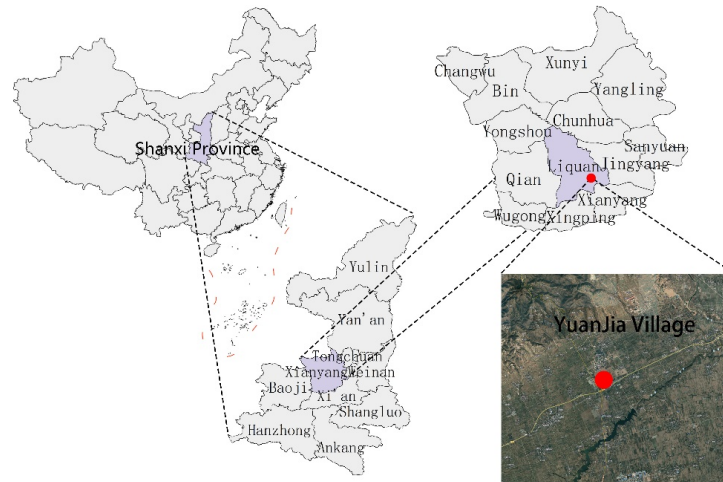 Shanxi Province
Yulin
Yan'an
Tongchuan
Xianyang
Weinan
Baoji
Xi'an
Shangluo
Hanzhong
Ankang
Changwu
Xunyi
Bin
Yangling
Chunhua
Yongshou
Sanyuan
Liquan
Jingyang
Qian
Xianyang
Wugong
Xingping
YuanJia Village